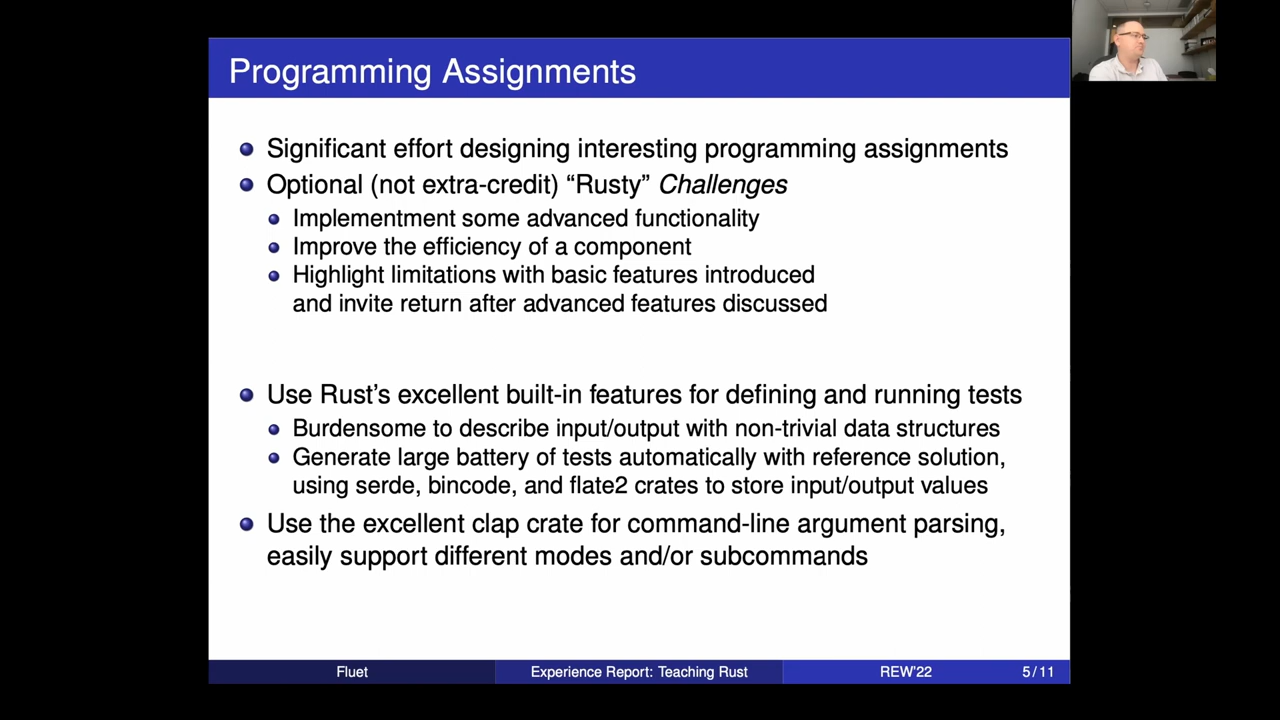 Programming Assignments
Significant effort designing interesting programming assignments
Optional (not extra-credit) “Rusty” Challenges
Implementment some advanced functionality
Improve the efficiency of a component
Highlight limitations with basic features introduced
and invite return after advanced features discussed
Use Rust’s excellent built-in features for defining and running tests
Burdensome to describe input/output with non-trivial data structures
Generate large battery of tests automatically with reference solution,
using serde, bincode, and flate2 crates to store input/output values
Use the excellent clap crate for command-line argument parsing,
easily support different modes and/or subcommands
Fluet
Experience Report: Teaching Rust
REW’22
5/11